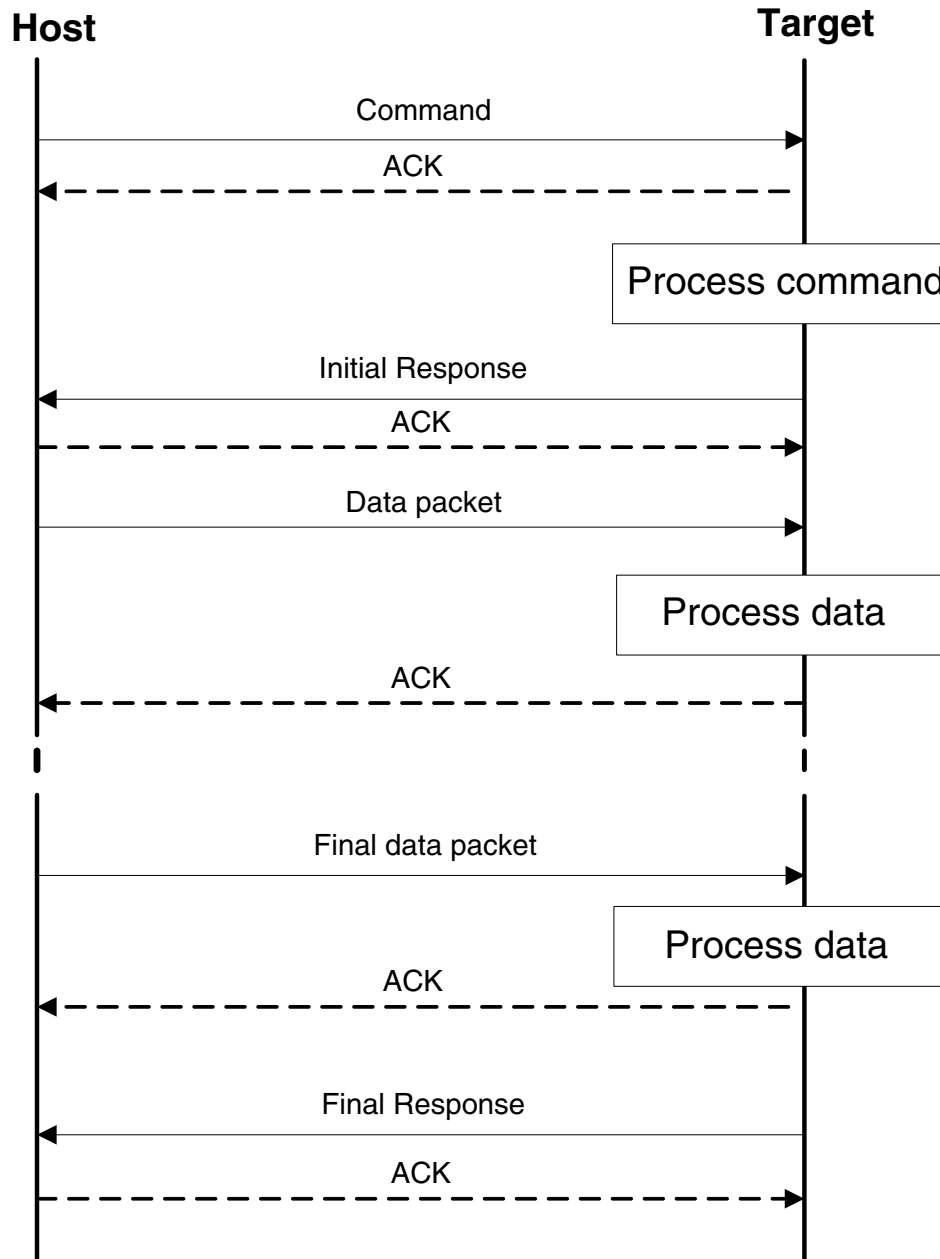 Host
Target
Command
ACK
Process command
Initial Response
ACK
Data packet
Process data
ACK
Final data packet
Process data
ACK
Final Response
ACK